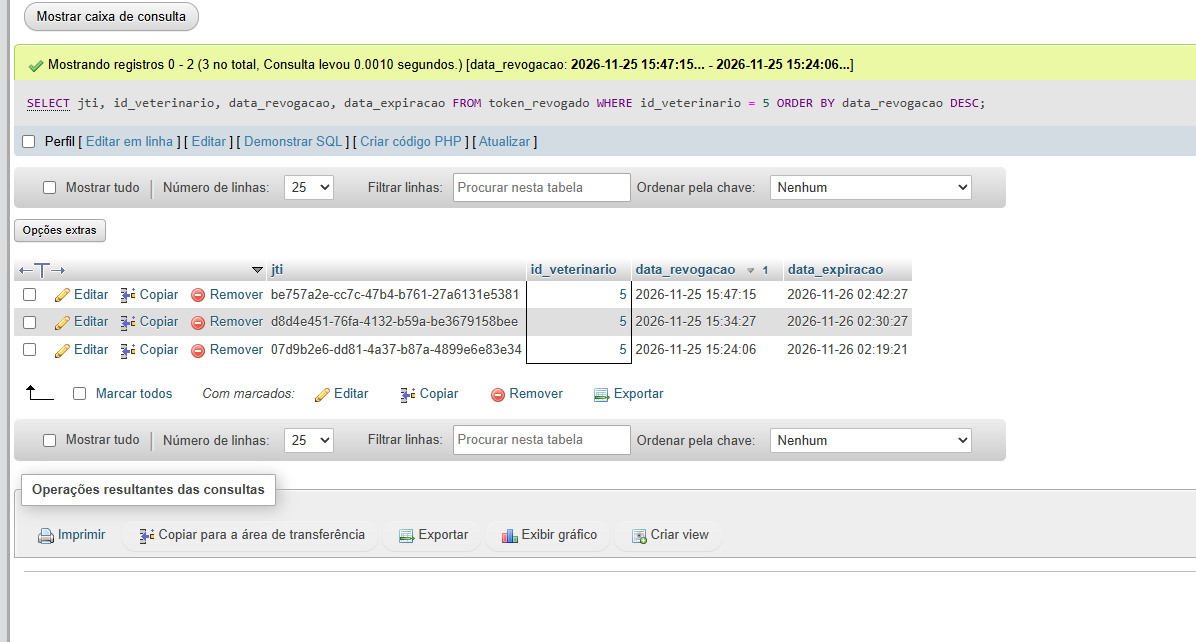 Mostrar caixa de consulta
Mostrando registros 0 - 2 (3 no total, Consulta levou 0.0010 segundos.) [data_revogacao: 2026-11-25 15:47:15... - 2026-11-25 15:24:06...]
SELECT jti, id_veterinario, data_revogacao, data_expiracao FROM token_revogado WHERE id_veterinario = 5 ORDER BY data_revogacao DESC;
Perfil [ Editar em linha ] [ Editar ] [ Demonstrar SQL ] [ Criar código PHP ] [ Atualizar ]
Mostrar tudo Número de linhas: 25 Filtrar linhas: Procurar nesta tabela Ordenar pela chave: Nenhum
Opções extras
jti id_veterinario data_revogacao 1 data_expiracao
Editar Copiar Remover be757a2e-cc7c-47b4-b761-27a6131e5381 5 2026-11-25 15:47:15 2026-11-26 02:42:27
Editar Copiar Remover d8d4e451-76fa-4132-b59a-be3679158bee 5 2026-11-25 15:34:27 2026-11-26 02:30:27
Editar Copiar Remover 07d9b2e6-dd81-4a37-b87a-4899e6e83e34 5 2026-11-25 15:24:06 2026-11-26 02:19:21
Marcar todos Com marcados: Editar Copiar Remover Exportar
Mostrar tudo Número de linhas: 25 Filtrar linhas: Procurar nesta tabela Ordenar pela chave: Nenhum
Operações resultantes das consultas
Imprimir Copiar para a área de transferência Exportar Exibir gráfico Criar view